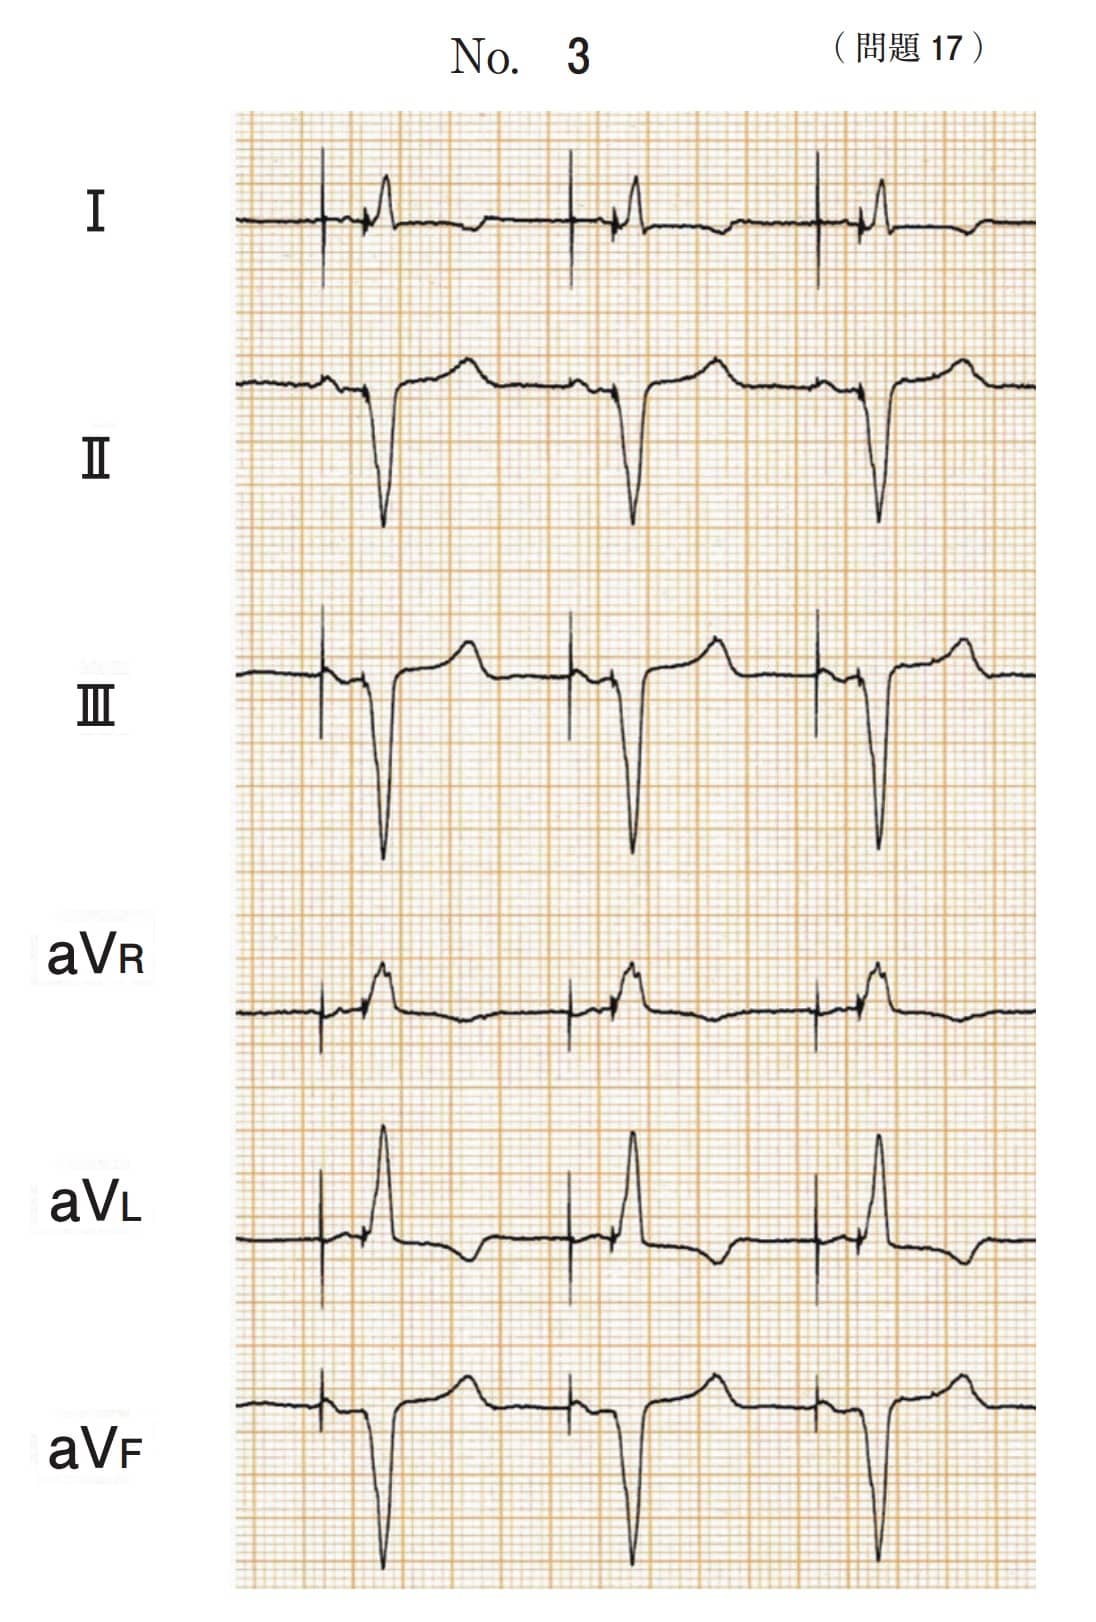 No. 3 （問題 17）
Ⅰ
Ⅱ
Ⅲ
aVR
aVL
aVF